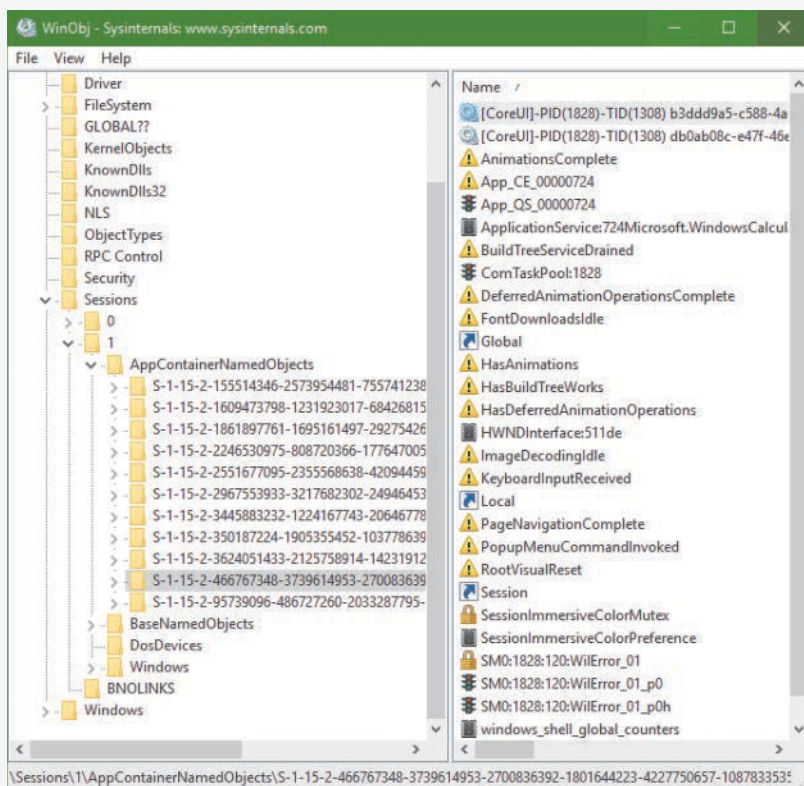 WinObj - Sysinternals: www.sysinternals.com
File View Help
Driver
FileSystem
GLOBAL??
KernelObjects
KnownDlls
KnownDlls32
NLS
ObjectTypes
RPC Control
Security
Sessions
0
1
AppContainerNamedObjects
S-1-15-2-155514346-2573954481-755741238
S-1-15-2-1609473798-1231923017-68426815
S-1-15-2-1861897761-1695161497-29275426
S-1-15-2-2246530975-808720366-177647005
S-1-15-2-2551677095-2355568638-42094459
S-1-15-2-2967553933-3217682302-24946453
S-1-15-2-3445883232-1224167743-20646778
S-1-15-2-350187224-1905355452-103778639
S-1-15-2-3624051433-2125758914-14231912
S-1-15-2-466767348-3739614953-270083639
S-1-15-2-95739096-486727260-2033287795-
BaseNamedObjects
DosDevices
Windows
BNOLINKS
Windows
Name
[CoreUI]-PID(1828)-TID(1308) b3ddd9a5-c588-4a
[CoreUI]-PID(1828)-TID(1308) db0ab08c-e47f-46e
AnimationsComplete
App_CE_00000724
App_QS_00000724
ApplicationService:724Microsoft.WindowsCalcul
BuildTreeServiceDrained
ComTaskPool:1828
DeferredAnimationOperationsComplete
FontDownloadsIdle
Global
HasAnimations
HasBuildTreeWorks
HasDeferredAnimationOperations
HWNDInterface:511de
ImageDecodingIdle
KeyboardInputReceived
Local
PageNavigationComplete
PopupMenuCommandInvoked
RootVisualReset
Session
SessionImmersiveColorMutex
SessionImmersiveColorPreference
SM0:1828:120:WilError_01
SM0:1828:120:WilError_01_p0
SM0:1828:120:WilError_01_p0h
windows_shell_global_counters
\Sessions\1\AppContainerNamedObjects\S-1-15-2-466767348-3739614953-2700836392-1801644223-4227750657-1087833535